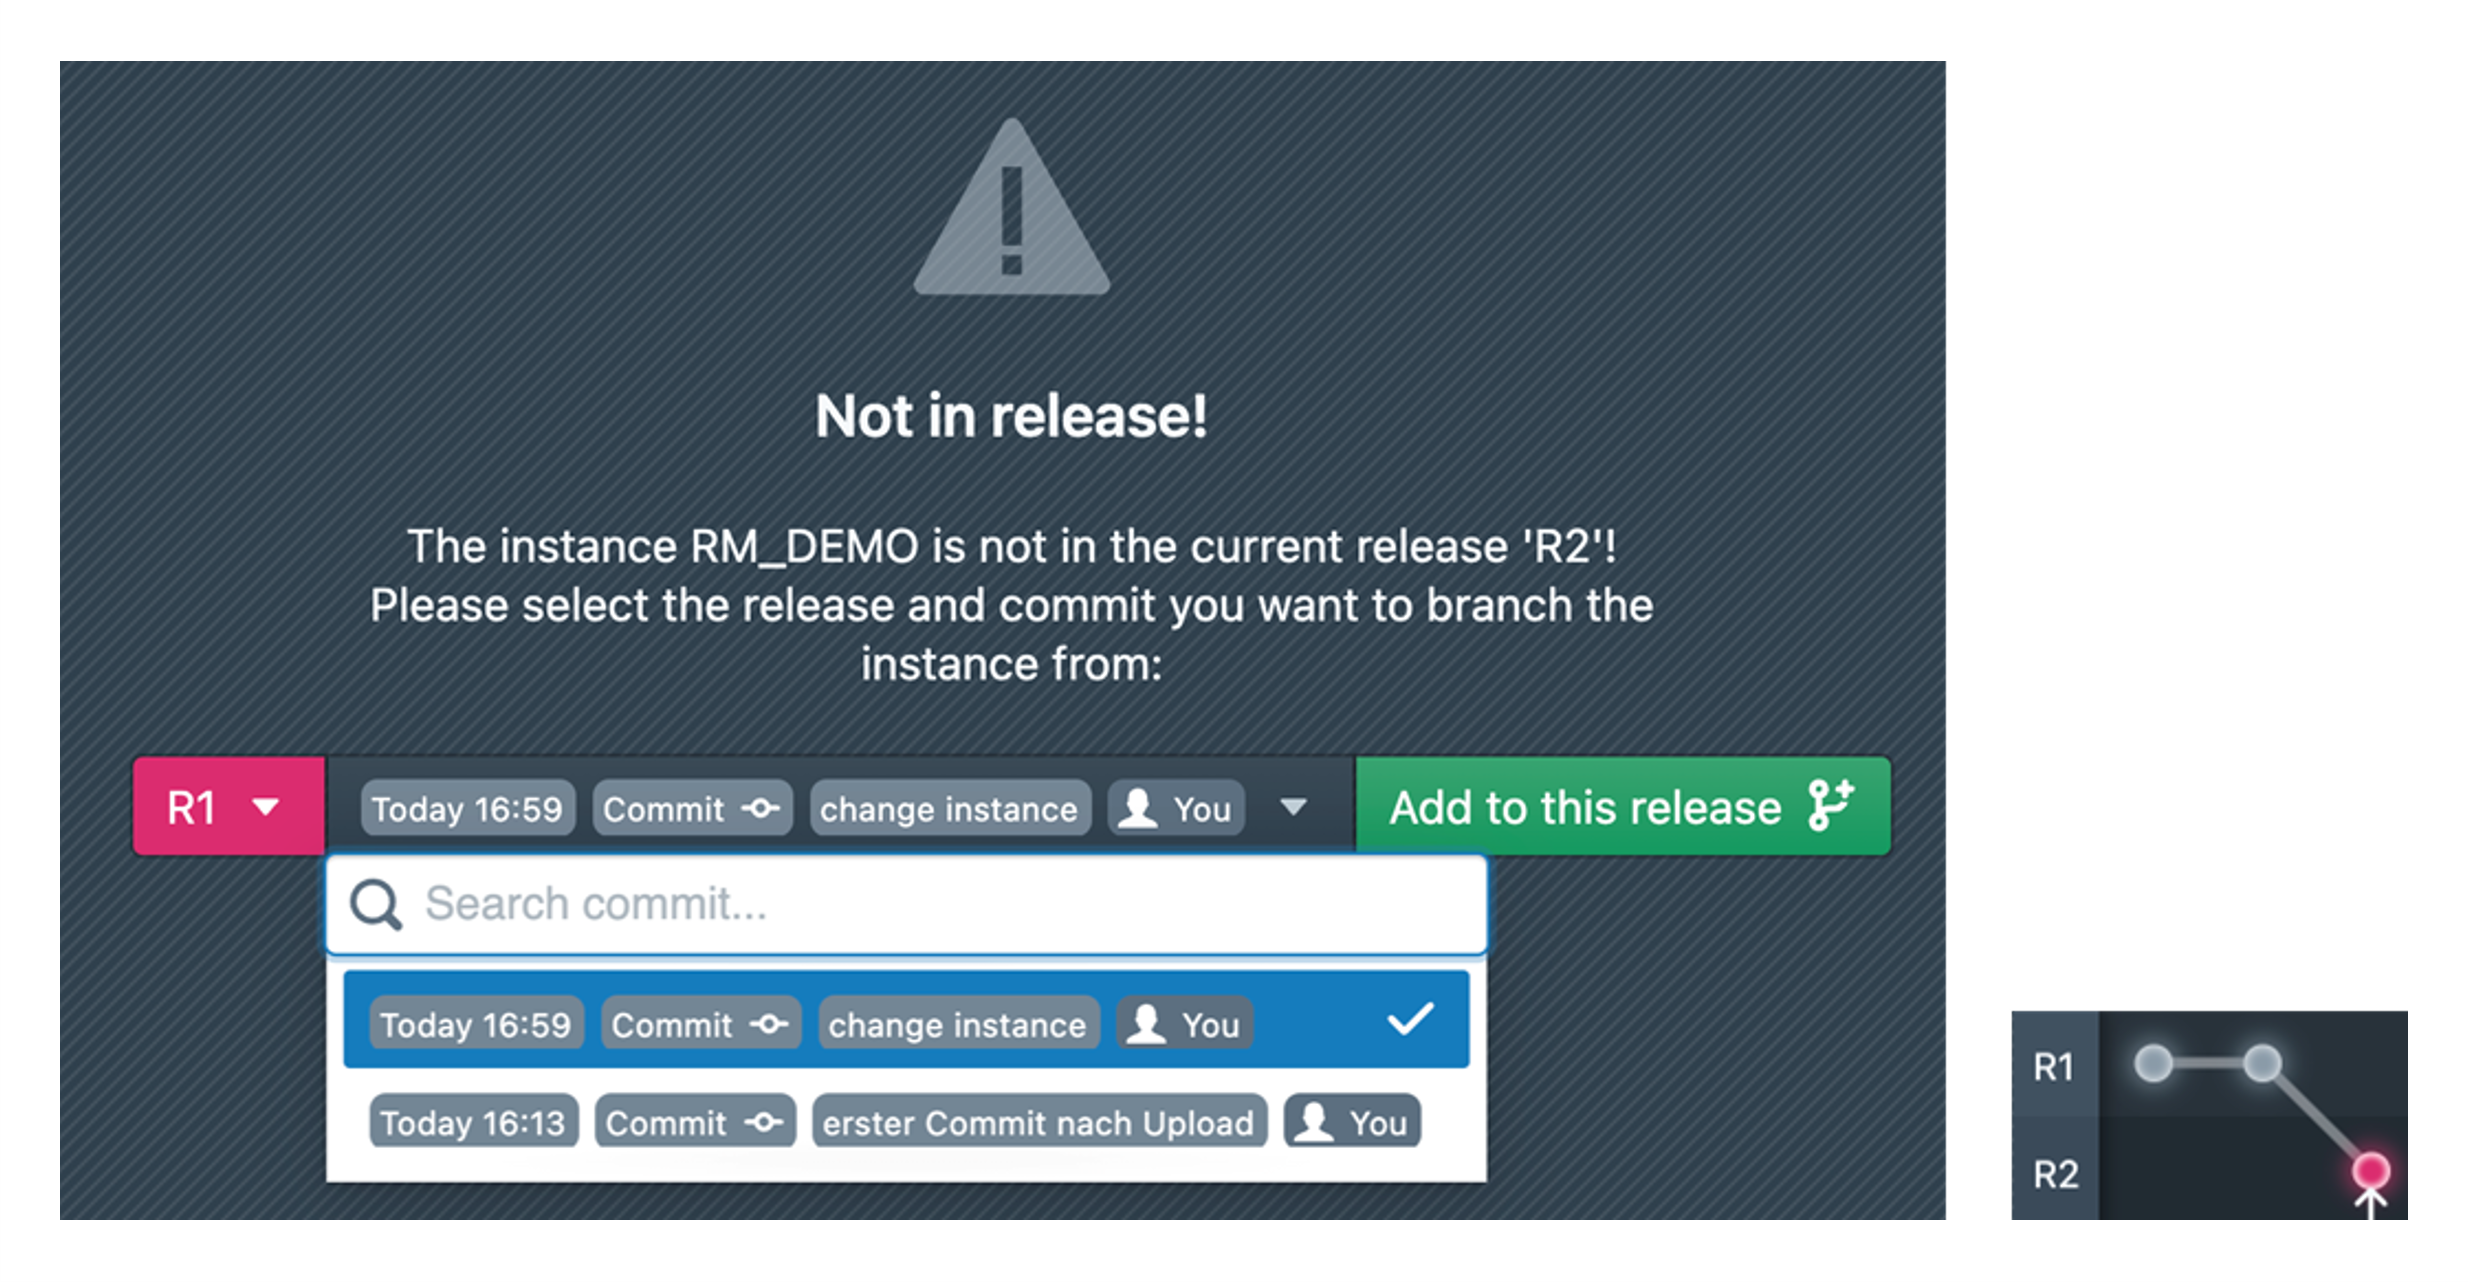 Not in release!
The instance RM_DEMO is not in the current release 'R2'!
Please select the release and commit you want to branch the
instance from:
R1 Today 16:59 Commit change instance You Add to this release
Search commit...
Today 16:59 Commit change instance You
Today 16:13 Commit erster Commit nach Upload You
R1
R2